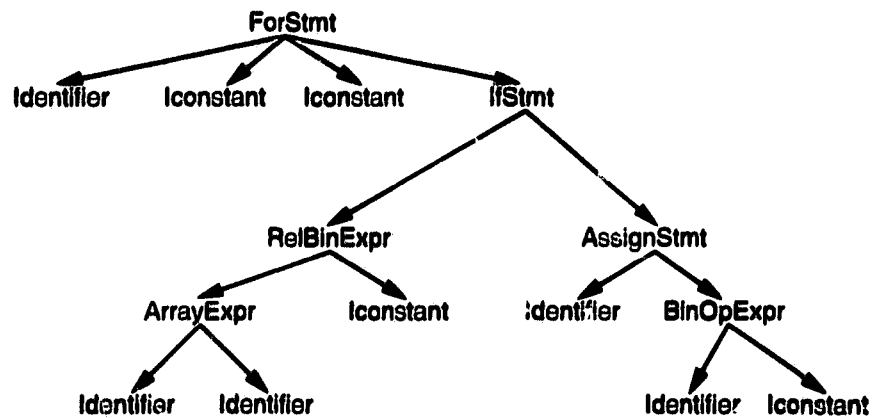 ForStmt
Identifier Iconstant Iconstant IfStmt
RelBinExpr AssignStmt
ArrayExpr Iconstant Identifier BinOpExpr
Identifier Identifier Identifier Iconstant